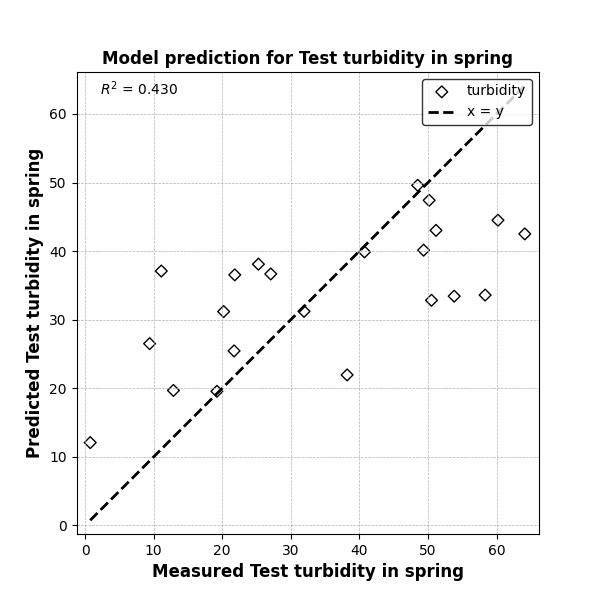 Model prediction for Test turbidity in spring
R² = 0.430
turbidity
x = y
60
50
40
30
20
10
0
Predicted Test turbidity in spring
0 10 20 30 40 50 60
Measured Test turbidity in spring